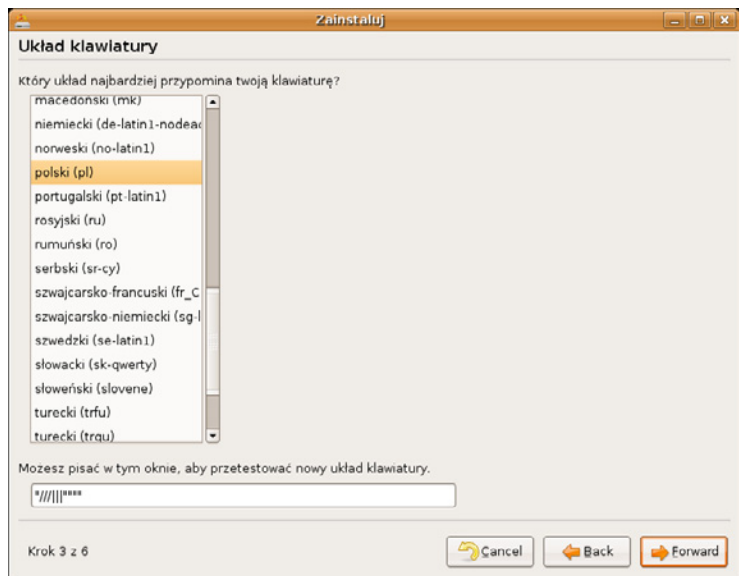 Zainstaluj
Układ klawiatury
Który układ najbardziej przypomina twoją klawiaturę?
macedoński (mk)
niemiecki (de-latin1-nodead
norweski (no-latin1)
polski (pl)
portugalski (pt-latin1)
rosyjski (ru)
rumuński (ro)
serbski (sr-cy)
szwajcarsko-francuski (fr_C
szwajcarsko-niemiecki (sg-l
szwedzki (se-latin1)
słowacki (sk-qwerty)
słoweński (slovene)
turecki (trfu)
turecki (trqu)
Możesz pisać w tym oknie, aby przetestować nowy układ klawiatury.
"///|||""""
Krok 3 z 6
Cancel
Back
Forward